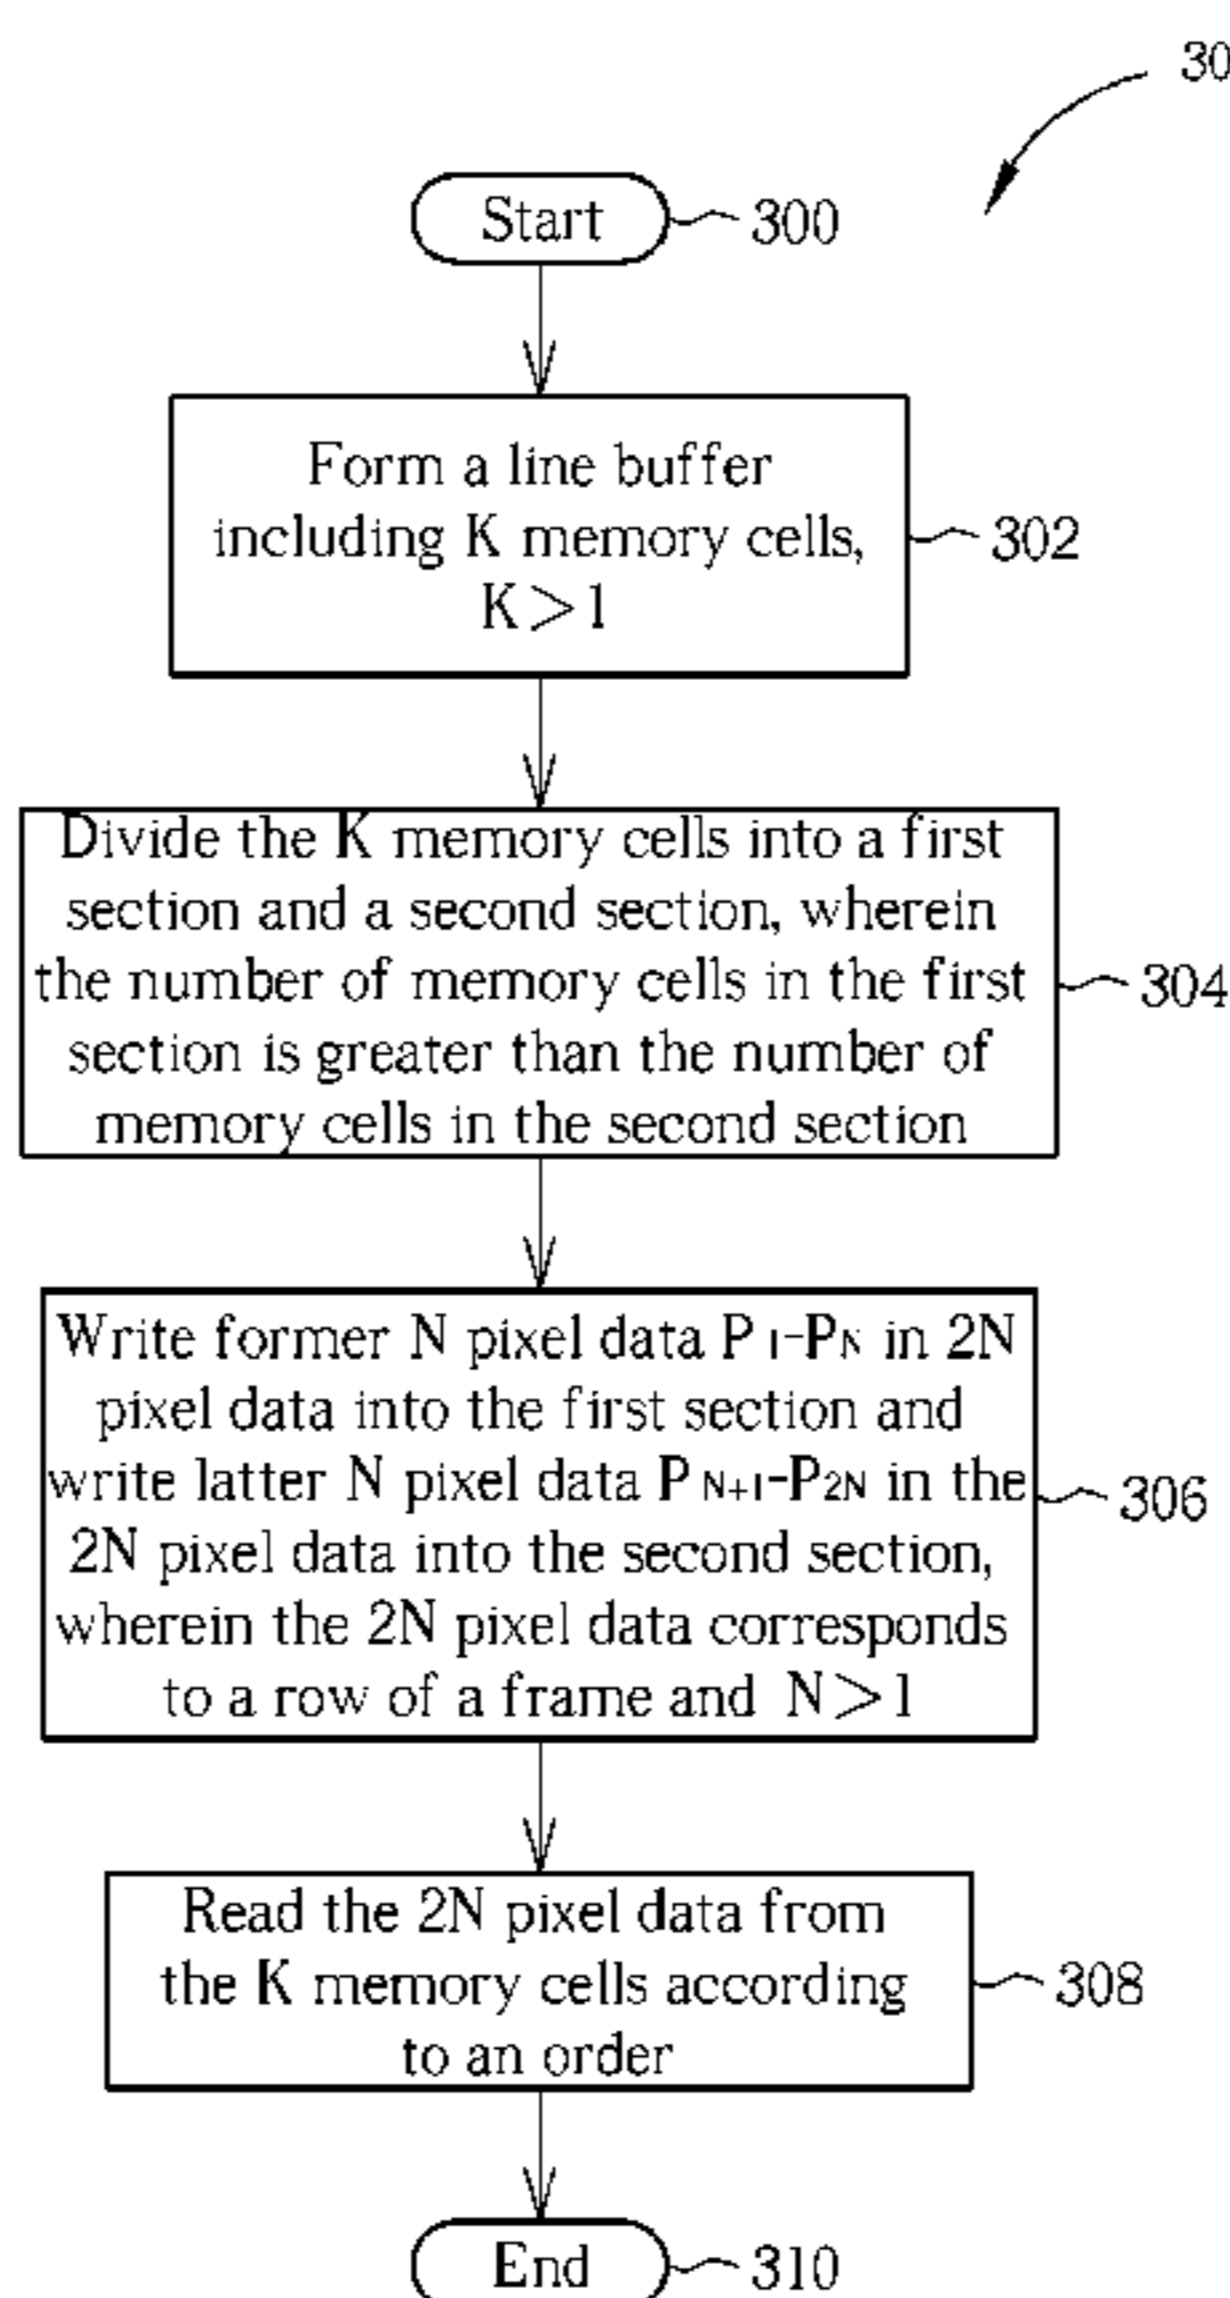 30
Start
300
Form a line buffer
including K memory cells,
K>1
302
Divide the K memory cells into a first
section and a second section, wherein
the number of memory cells in the first
section is greater than the number of
memory cells in the second section
304
Write former N pixel data P1-PN in 2N
pixel data into the first section and
write latter N pixel data PN+1-P2N in the
2N pixel data into the second section,
wherein the 2N pixel data corresponds
to a row of a frame and N>1
306
Read the 2N pixel data from
the K memory cells according
to an order
308
End
310